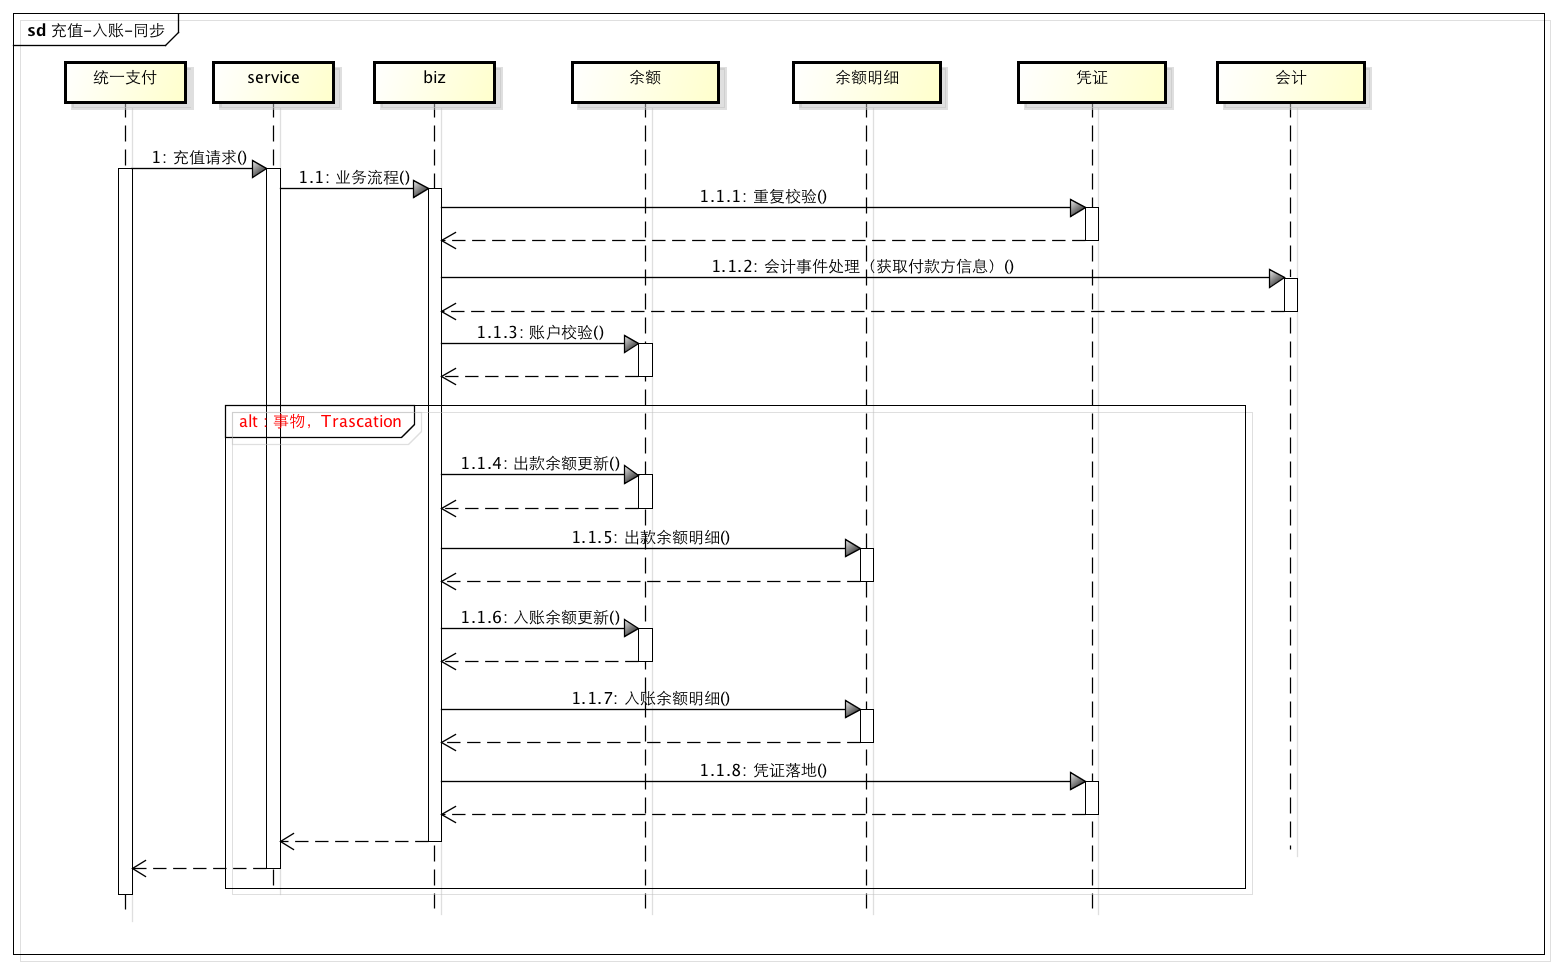 sd 充值-入账-同步
统一支付
service
biz
余额
余额明细
凭证
会计
1: 充值请求()
1.1: 业务流程()
1.1.1: 重复校验()
1.1.2: 会计事件处理（获取付款方信息）()
1.1.3: 账户校验()
alt : 事物，Trascation
1.1.4: 出款余额更新()
1.1.5: 出款余额明细()
1.1.6: 入账余额更新()
1.1.7: 入账余额明细()
1.1.8: 凭证落地()